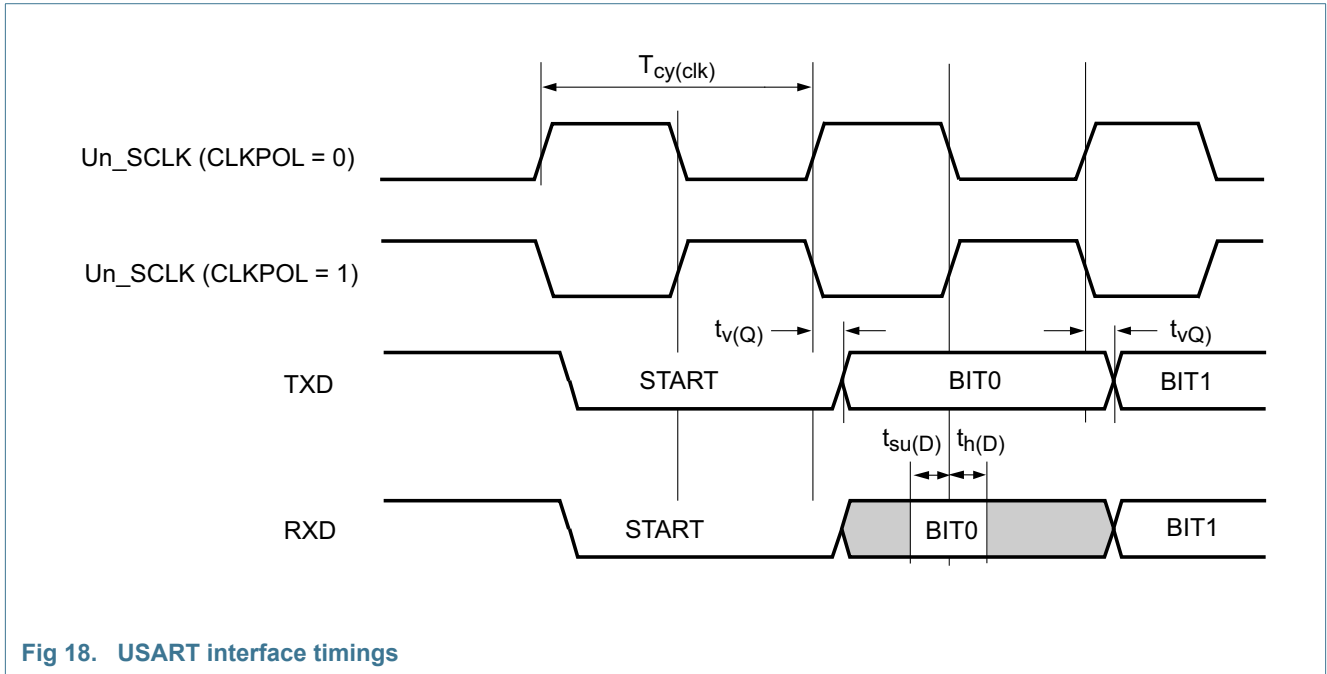 Tcy(clk)
Un_SCLK (CLKPOL = 0)
Un_SCLK (CLKPOL = 1)
tv(Q)
tvQ)
TXD
START
BIT0
BIT1
tsu(D)
th(D)
RXD
START
BIT0
BIT1
Fig 18. USART interface timings